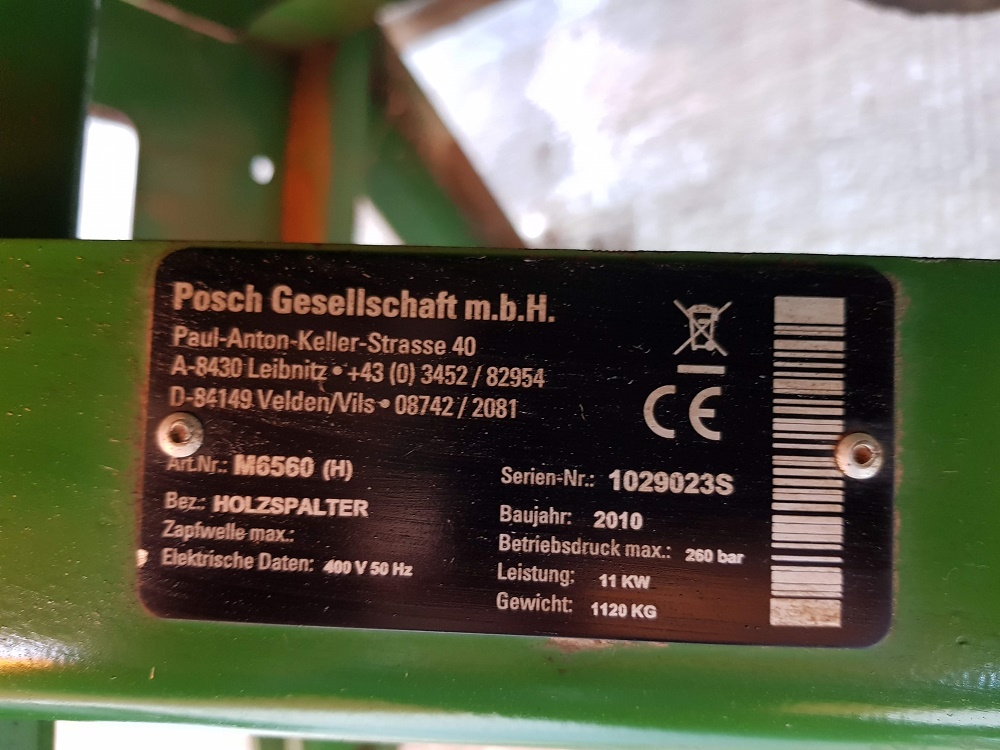 Posch Gesellschaft m.b.H.
Paul-Anton-Keller-Strasse 40
A-8430 Leibnitz • +43 (0) 3452 / 82954
D-84149 Velden/Vils • 08742 / 2081
CE
Art.Nr.: M6560 (H)
Bez.: HOLZSPALTER
Zapfwelle max.:
Elektrische Daten: 400 V 50 Hz
Serien-Nr.: 1029023S
Baujahr: 2010
Betriebsdruck max.: 260 bar
Leistung: 11 KW
Gewicht: 1120 KG